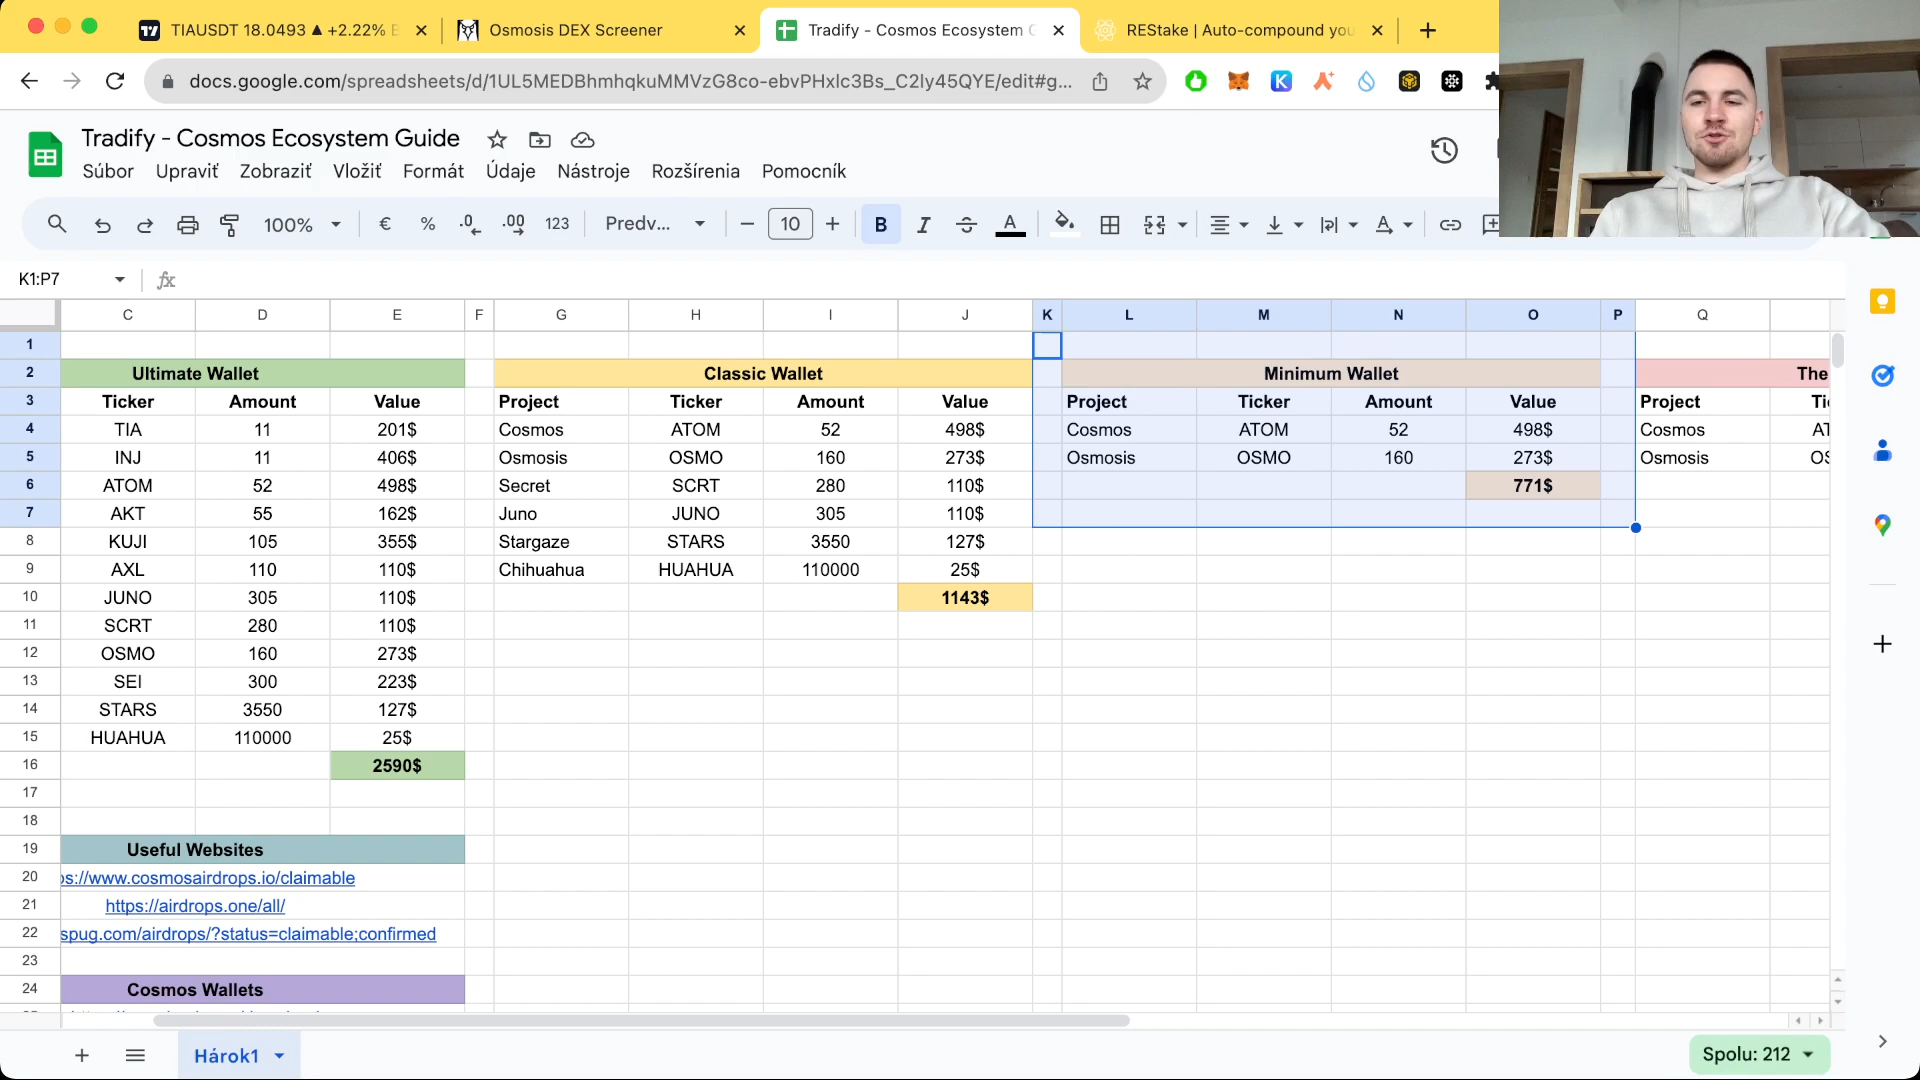 TIAUSDT 18.0493 ▲ +2.22%
Osmosis DEX Screener
Tradify - Cosmos Ecosystem
REStake | Auto-compound you
docs.google.com/spreadsheets/d/1UL5MEDBhmhqkuMMVzG8co-ebvPHxlc3Bs_C2ly45QYE/edit#g...
Tradify - Cosmos Ecosystem Guide
Súbor Upraviť Zobraziť Vložiť Formát Údaje Nástroje Rozšírenia Pomocník
100% € % .0 .00 123 Predv... 10 B I S A
K1:P7 fx
C D E F G H I J K L M N O P Q
1
2 Ultimate Wallet Classic Wallet Minimum Wallet The
3 Ticker Amount Value Project Ticker Amount Value Project Ticker Amount Value Project
4 TIA 11 201$ Cosmos ATOM 52 498$ Cosmos ATOM 52 498$ Cosmos
5 INJ 11 406$ Osmosis OSMO 160 273$ Osmosis OSMO 160 273$ Osmosis
6 ATOM 52 498$ Secret SCRT 280 110$ 771$
7 AKT 55 162$ Juno JUNO 305 110$
8 KUJI 105 355$ Stargaze STARS 3550 127$
9 AXL 110 110$ Chihuahua HUAHUA 110000 25$
10 JUNO 305 110$ 1143$
11 SCRT 280 110$
12 OSMO 160 273$
13 SEI 300 223$
14 STARS 3550 127$
15 HUAHUA 110000 25$
16 2590$
17
18
19 Useful Websites
20 s://www.cosmosairdrops.io/claimable
21 https://airdrops.one/all/
22 spug.com/airdrops/?status=claimable;confirmed
23
24 Cosmos Wallets
Hárok1
Spolu: 212